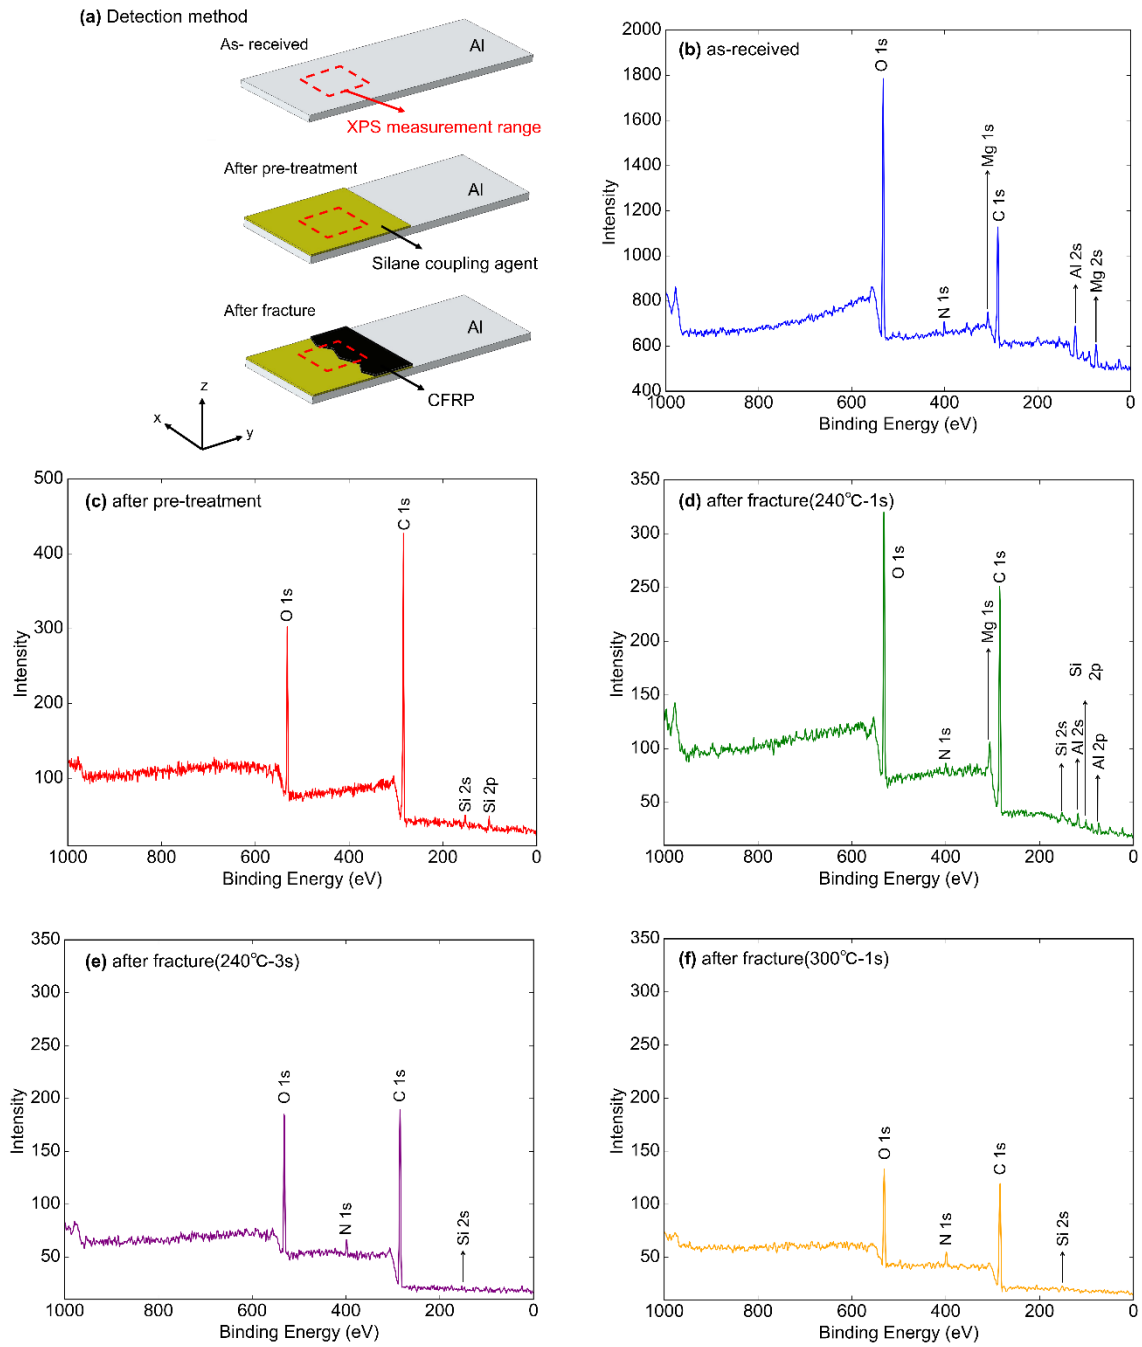 (a) Detection method
As- received
Al
XPS measurement range
After pre-treatment
Al
Silane coupling agent
After fracture
Al
CFRP
z
x
y
(b) as-received
2000
1800
1600
1400
1200
1000
800
600
400
Intensity
O 1s
N 1s
Mg 1s
C 1s
Al 2s
Mg 2s
1000 800 600 400 200 0
Binding Energy (eV)
(c) after pre-treatment
500
400
300
200
100
Intensity
O 1s
C 1s
Si 2s
Si 2p
1000 800 600 400 200 0
Binding Energy (eV)
(d) after fracture(240℃-1s)
350
300
250
200
150
100
50
Intensity
O 1s
N 1s
Mg 1s
C 1s
Si 2s
Al 2s
Si 2p
Al 2p
1000 800 600 400 200 0
Binding Energy (eV)
(e) after fracture(240℃-3s)
350
300
250
200
150
100
50
Intensity
O 1s
N 1s
C 1s
Si 2s
1000 800 600 400 200 0
Binding Energy (eV)
(f) after fracture(300℃-1s)
350
300
250
200
150
100
50
Intensity
O 1s
N 1s
C 1s
Si 2s
1000 800 600 400 200 0
Binding Energy (eV)